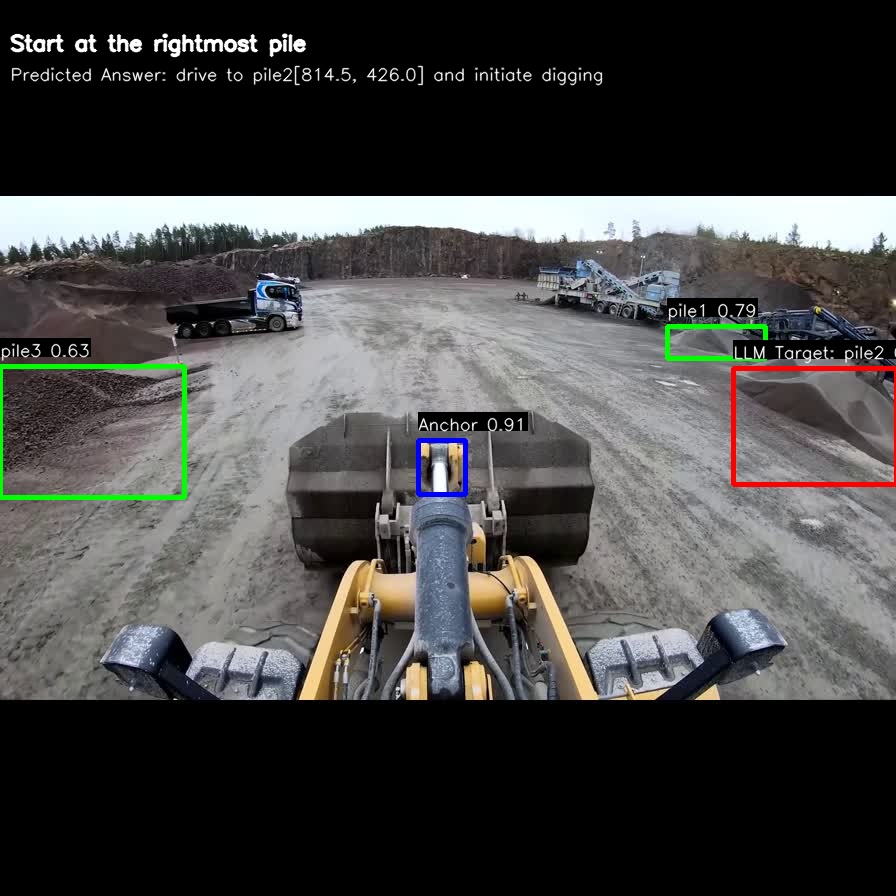 Start at the rightmost pile
Predicted Answer: drive to pile2[814.5, 426.0] and initiate digging
pile1 0.79
pile3 0.63
LLM Target: pile2
Anchor 0.91